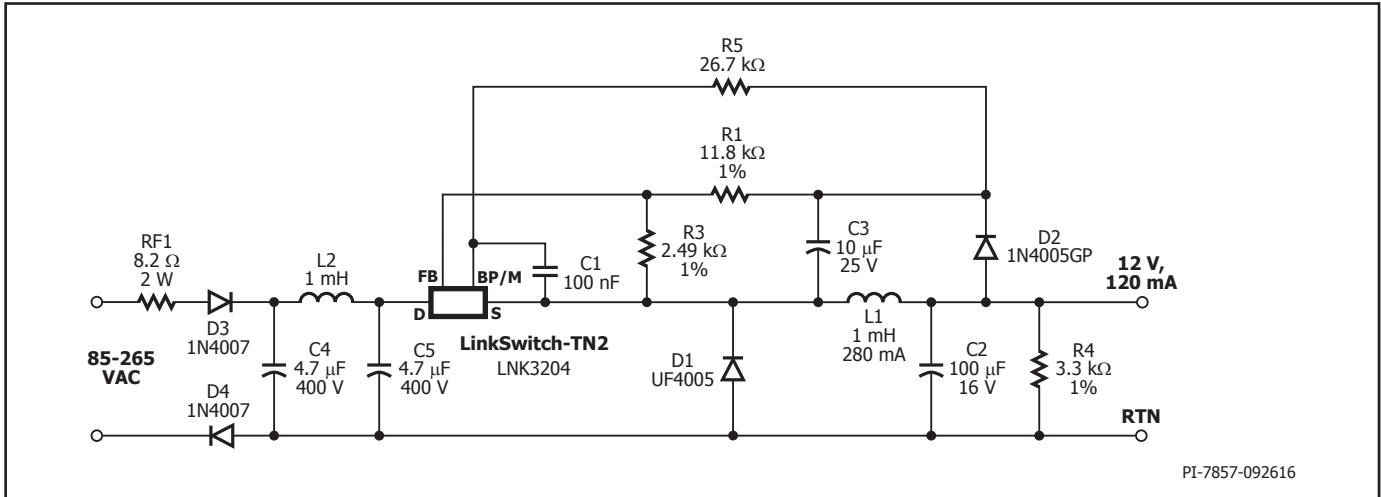 R5
26.7 kΩ
R1
11.8 kΩ
1%
RF1
8.2 Ω
2 W
L2
1 mH
FB
BP/M
C1
100 nF
R3
2.49 kΩ
1%
C3
10 μF
25 V
D2
1N4005GP
12 V,
120 mA
D
S
D3
1N4007
LinkSwitch-TN2
LNK3204
L1
1 mH
280 mA
85-265
VAC
C4
4.7 μF
400 V
C5
4.7 μF
400 V
D1
UF4005
C2
100 μF
16 V
R4
3.3 kΩ
1%
D4
1N4007
RTN
PI-7857-092616